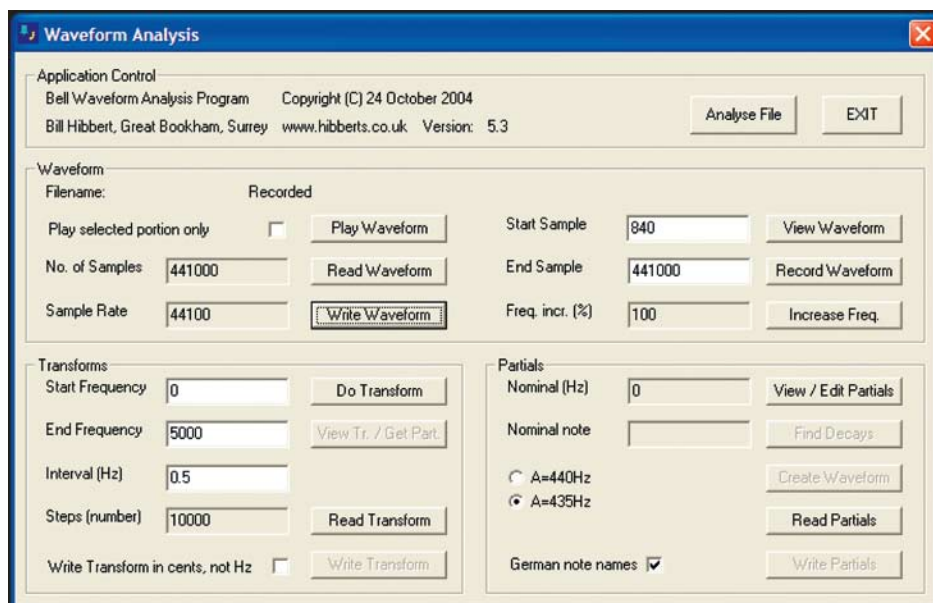 Waveform Analysis
Application Control
Bell Waveform Analysis Program Copyright (C) 24 October 2004
Bill Hibbert, Great Bookham, Surrey www.hibberts.co.uk Version: 5.3
Analyse File EXIT
Waveform
Filename: Recorded
Play selected portion only Play Waveform Start Sample 840 View Waveform
No. of Samples 441000 Read Waveform End Sample 441000 Record Waveform
Sample Rate 44100 Write Waveform Freq. incr. (%) 100 Increase Freq.
Transforms
Start Frequency 0 Do Transform
End Frequency 5000 View Tr. / Get Part.
Interval (Hz) 0.5
Steps (number) 10000 Read Transform
Write Transform in cents, not Hz Write Transform
Partials
Nominal (Hz) 0 View / Edit Partials
Nominal note Find Decays
A=440Hz Create Waveform
A=435Hz
Read Partials
German note names Write Partials